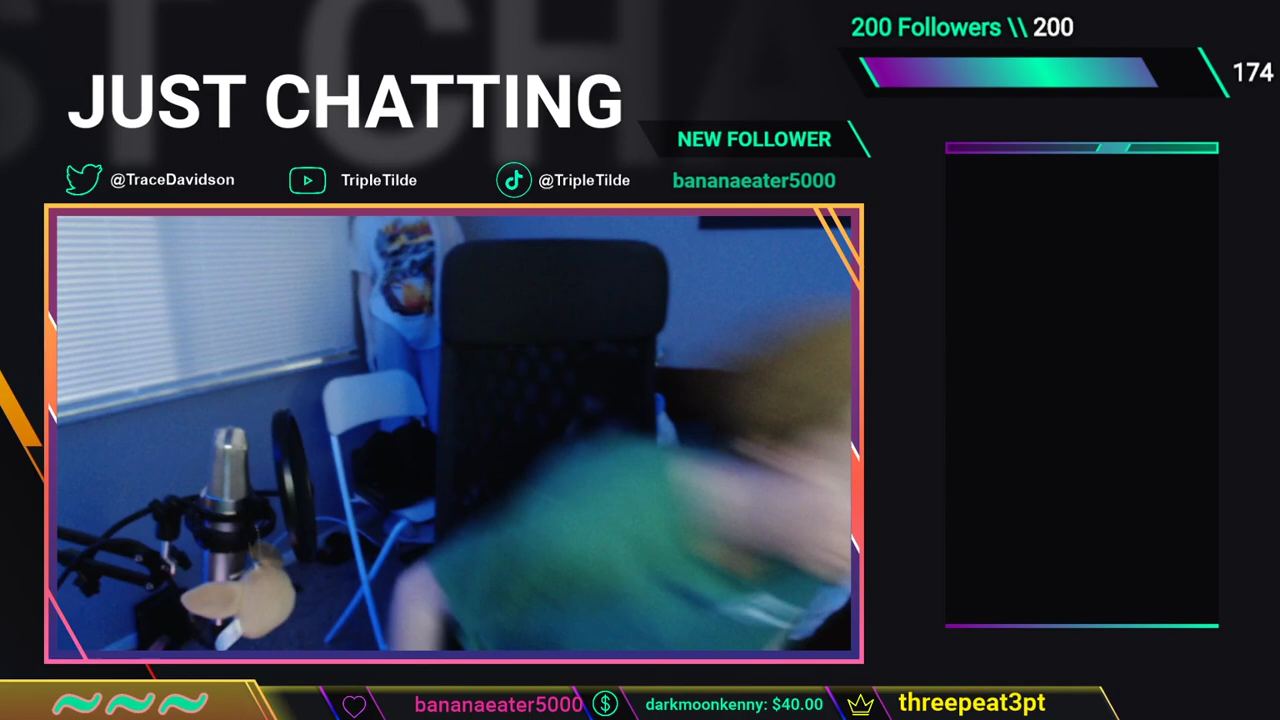 200 Followers \\ 200
174
JUST CHATTING
NEW FOLLOWER
@TraceDavidson
TripleTilde
@TripleTilde
bananaeater5000
bananaeater5000
darkmoonkenny: $40.00
threepeat3pt